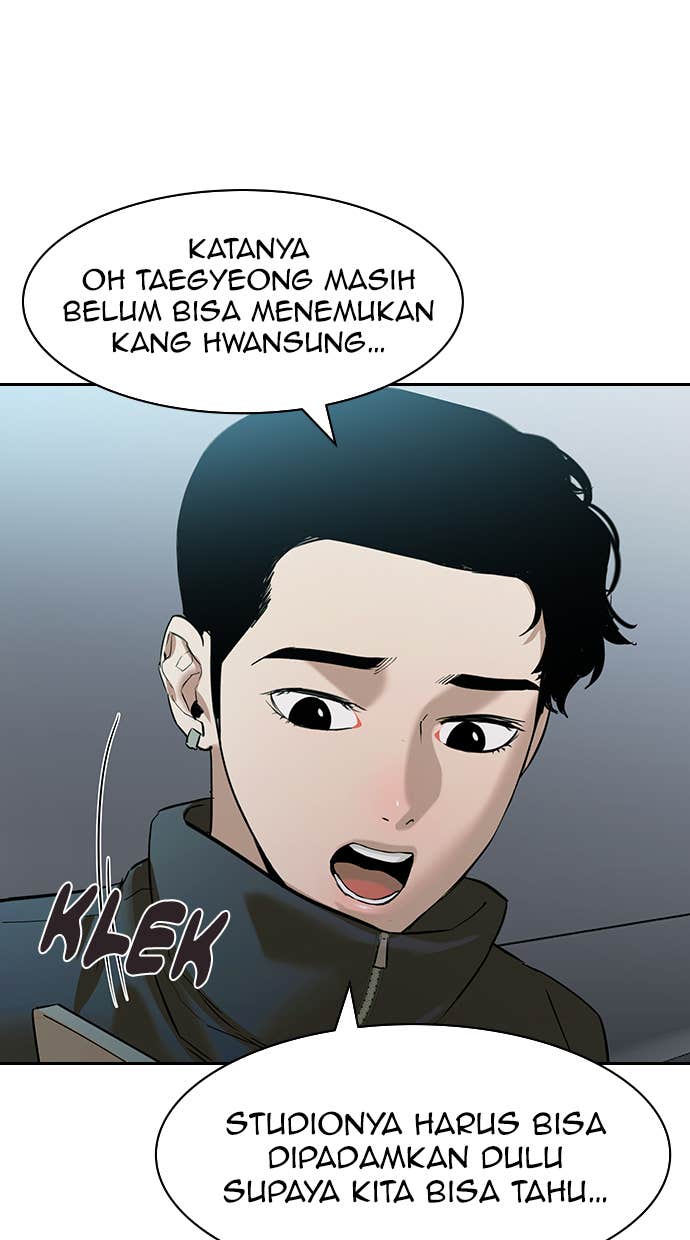 KATANYA
OH TAEGYEONG MASIH
BELUM BISA MENEMUKAN
KANG HWANSUNG...
KLEK
STUDIONYA HARUS BISA
DIPADAMKAN DULU
SUPAYA KITA BISA TAHU...